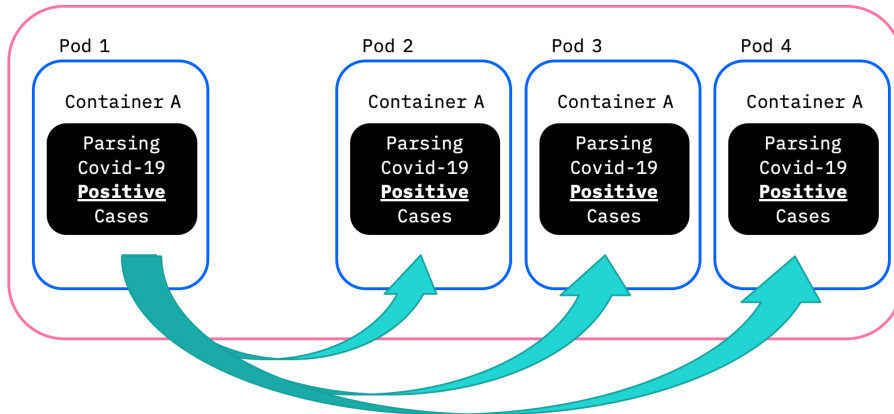 Pod 1
Pod 2
Pod 3
Pod 4
Container A
Container A
Container A
Container A
Parsing
Covid-19
Positive
Cases
Parsing
Covid-19
Positive
Cases
Parsing
Covid-19
Positive
Cases
Parsing
Covid-19
Positive
Cases